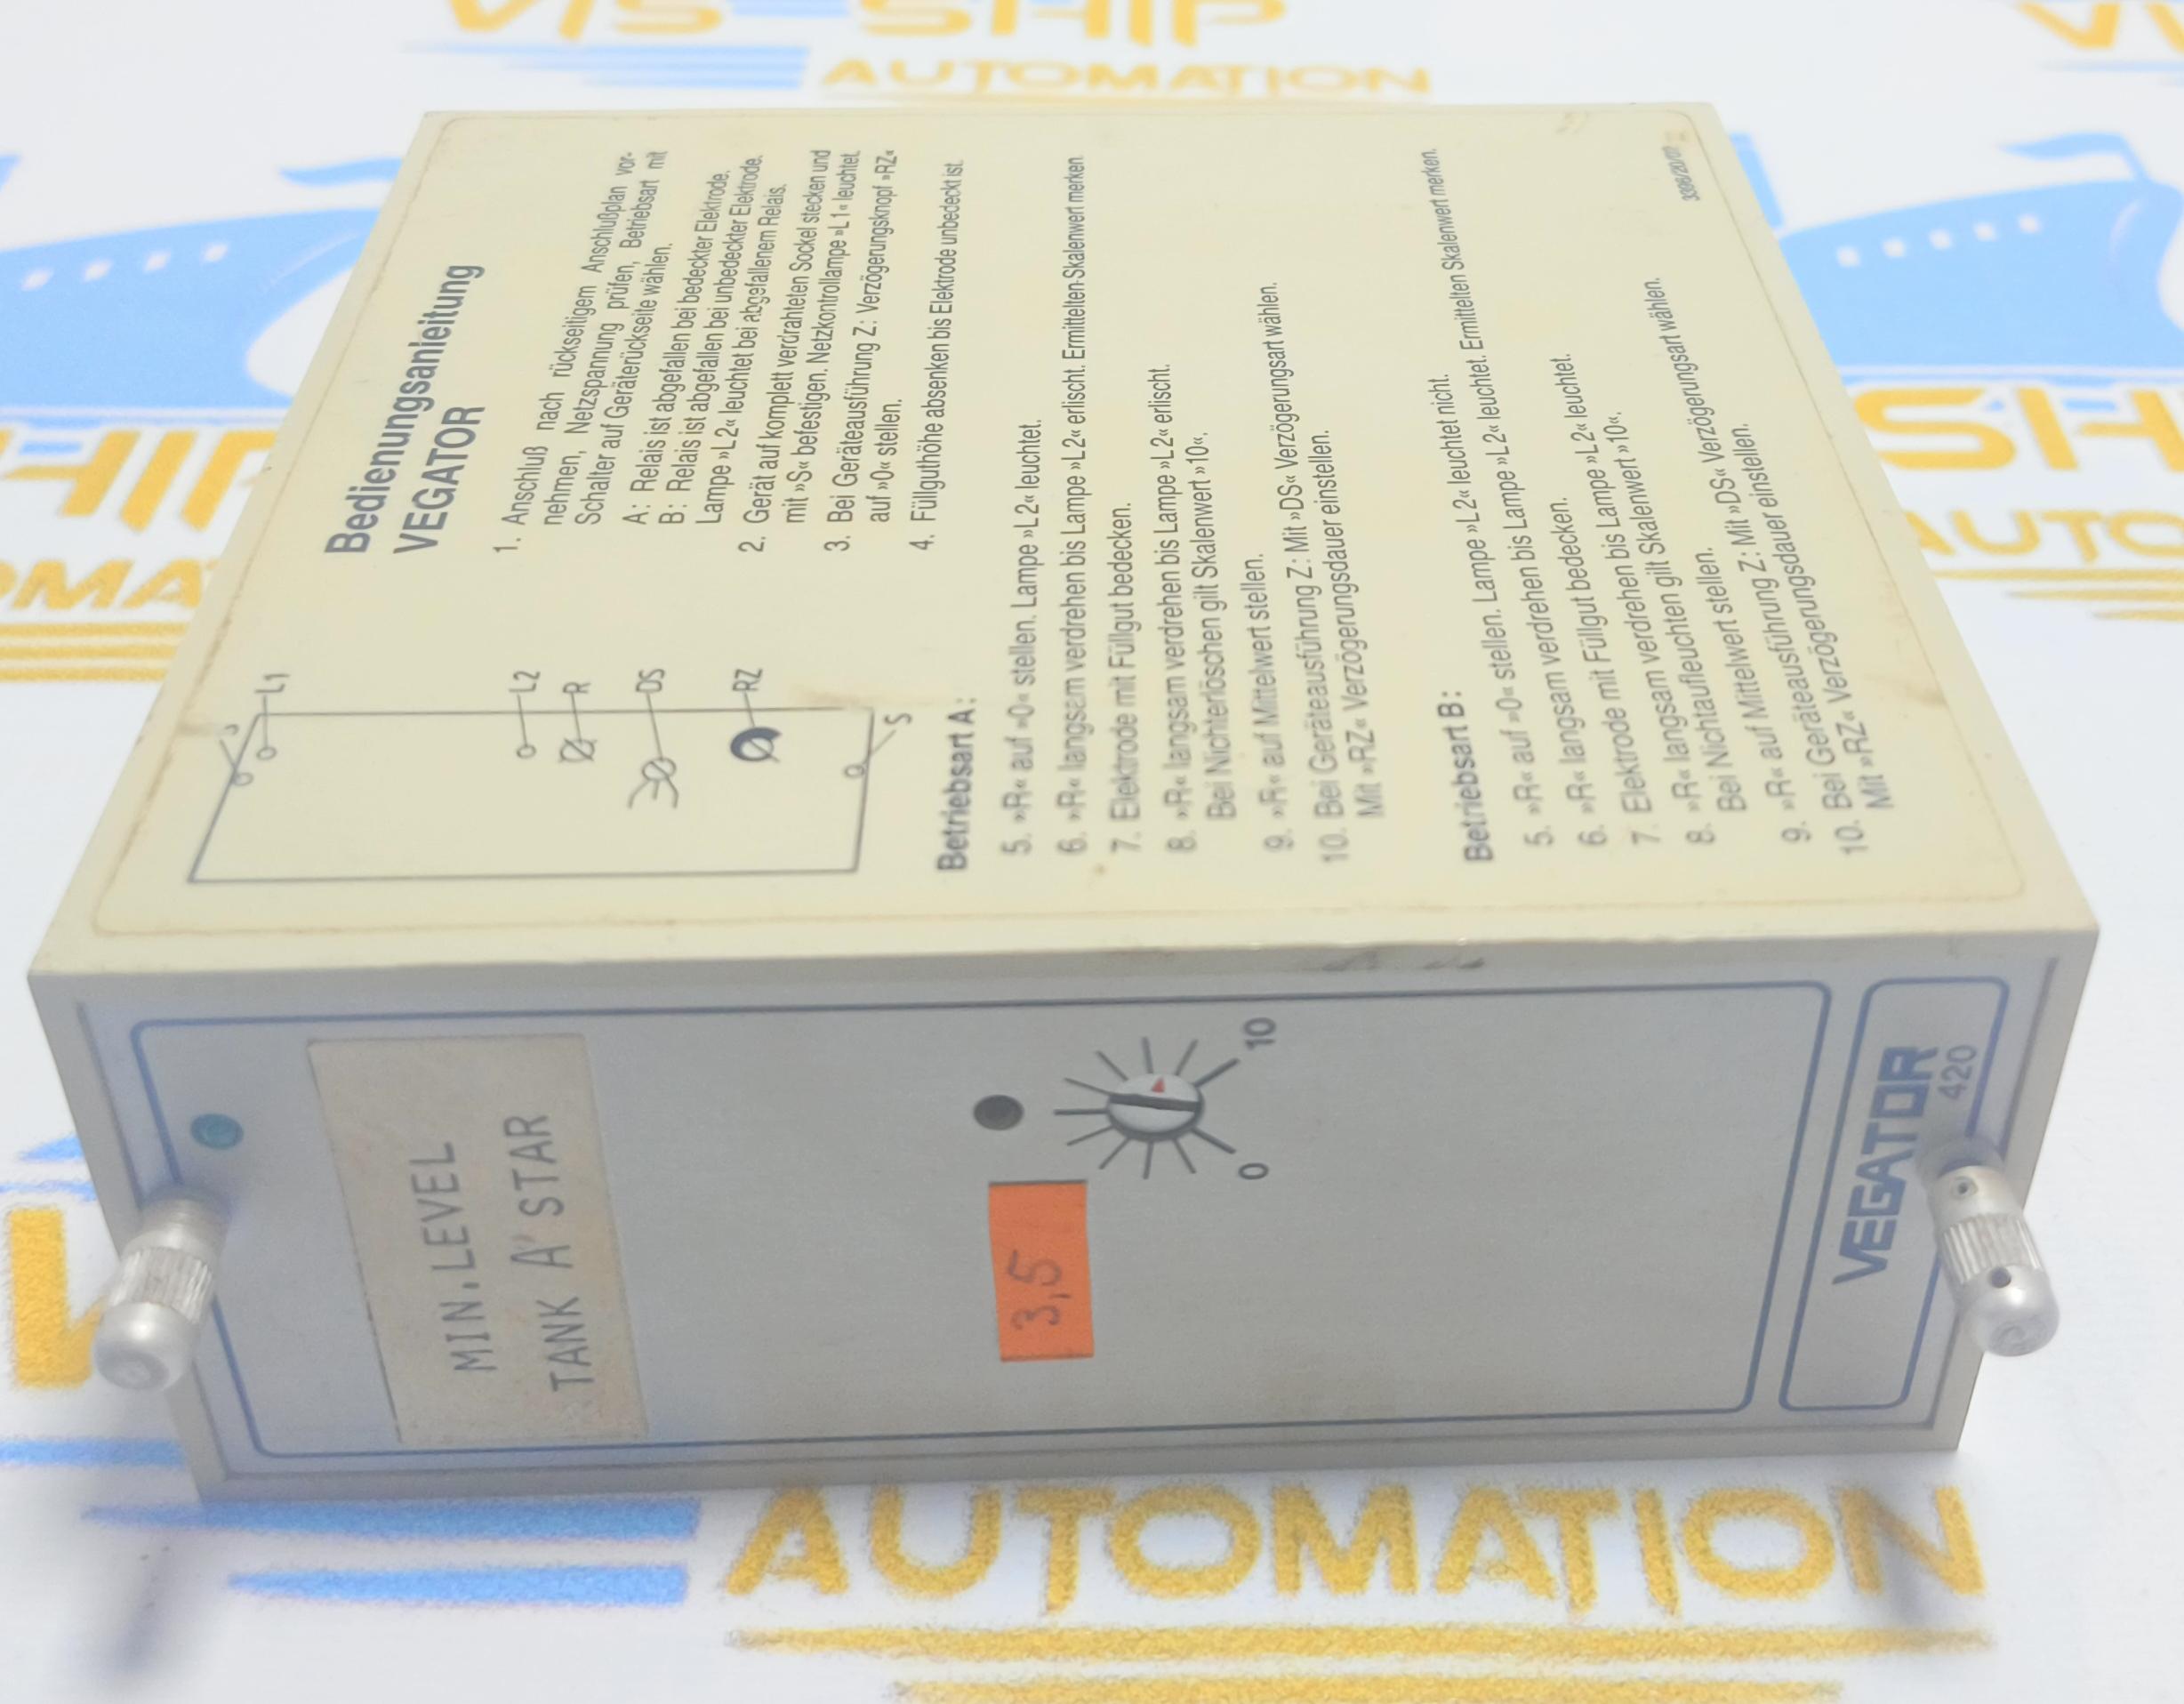 VIS SHIP
AUTOMATION
Bedienungsanleitung
VEGATOR
1. Anschluß nach rückseitigem Anschlußplan vor-
nehmen, Netzspannung prüfen, Betriebsart mit
Schalter auf Geräterückseite wählen.
A: Relais ist abgefallen bei bedeckter Elektrode.
B: Relais ist abgefallen bei unbedeckter Elektrode.
Lampe »L2« leuchtet bei abgefallenem Relais.
2. Gerät auf komplett verdrahteten Sockel stecken und
mit »S« befestigen. Netzkontrollampe »L1« leuchtet.
3. Bei Geräteausführung Z: Verzögerungsknopf »RZ«
auf »0« stellen.
4. Füllguthöhe absenken bis Elektrode unbedeckt ist.
S
L1
L2
R
DS
RZ
S
Betriebsart A:
5. »R« auf »0« stellen. Lampe »L2« leuchtet.
6. »R« langsam verdrehen bis Lampe »L2« erlischt. Ermittelten Skalenwert merken.
7. Elektrode mit Füllgut bedecken.
8. »R« langsam verdrehen bis Lampe »L2« erlischt.
Bei Nichterlöschen gilt Skalenwert »10«.
9. »R« auf Mittelwert stellen.
10. Bei Geräteausführung Z: Mit »DS« Verzögerungsart wählen.
Mit »RZ« Verzögerungsdauer einstellen.
Betriebsart B:
5. »R« auf »0« stellen. Lampe »L2« leuchtet nicht.
6. »R« langsam verdrehen bis Lampe »L2« leuchtet. Ermittelten Skalenwert merken.
7. Elektrode mit Füllgut bedecken.
8. »R« langsam verdrehen bis Lampe »L2« leuchtet.
Bei Nichtaufleuchten gilt Skalenwert »10«.
9. »R« auf Mittelwert stellen.
10. Bei Geräteausführung Z: Mit »DS« Verzögerungsart wählen.
Mit »RZ« Verzögerungsdauer einstellen.
MIN. LEVEL
TANK A' STAR
3,5
0
10
VEGATOR
420
SHIP
AUTOMATION